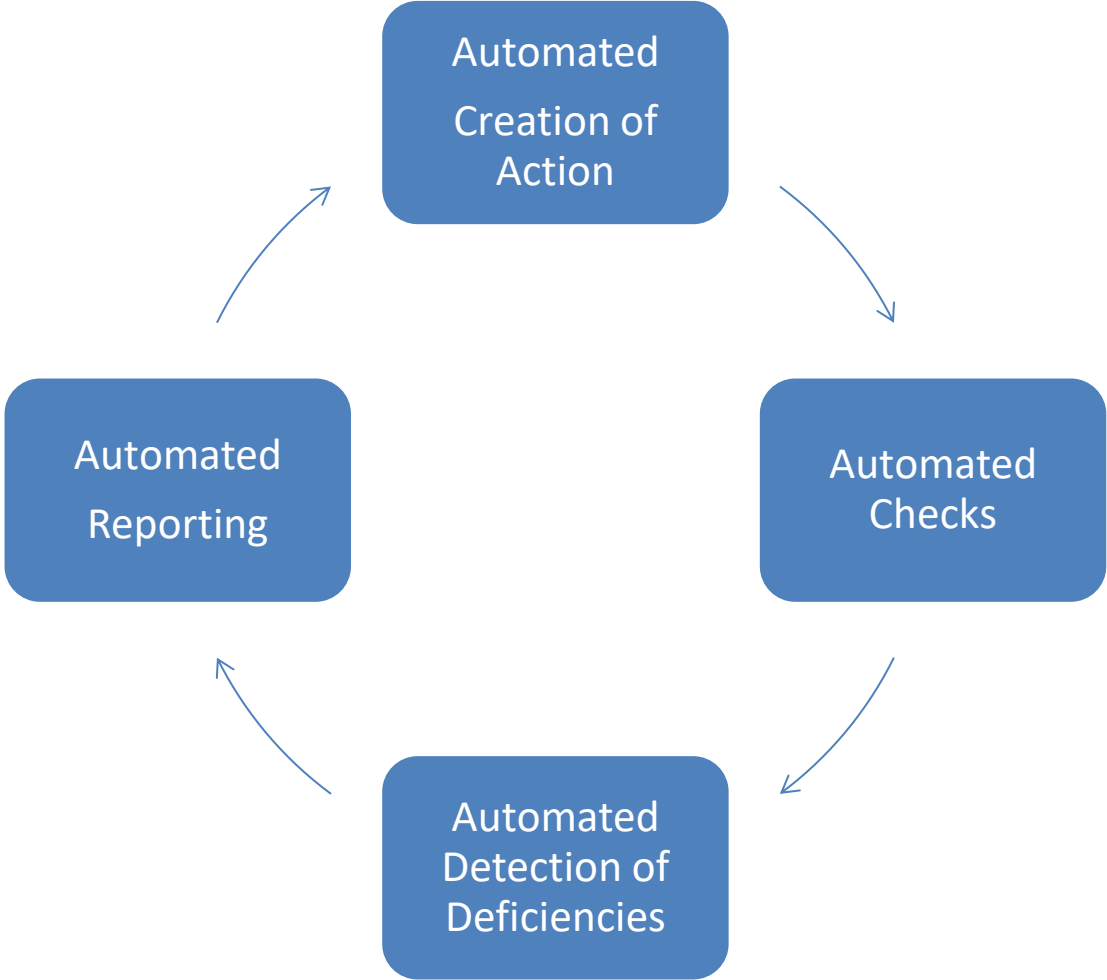 Automated
Creation of
Action
Automated
Reporting
Automated
Checks
Automated
Detection of
Deficiencies